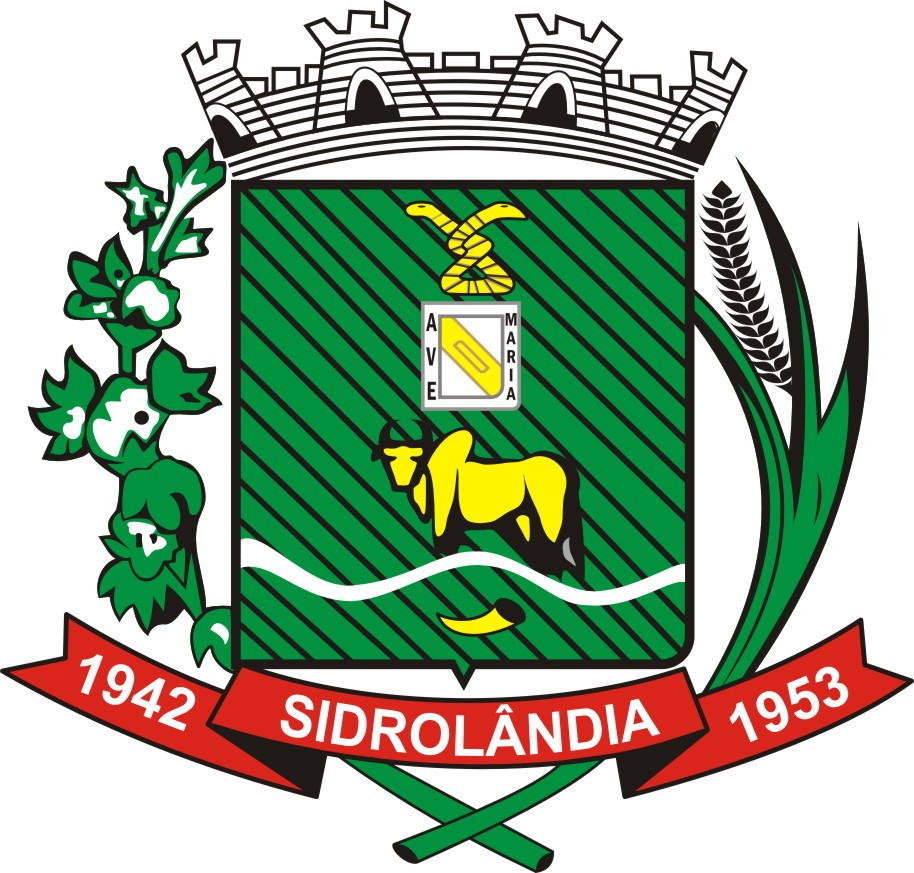 AVE
MARIA
1942
SIDROLÂNDIA
1953